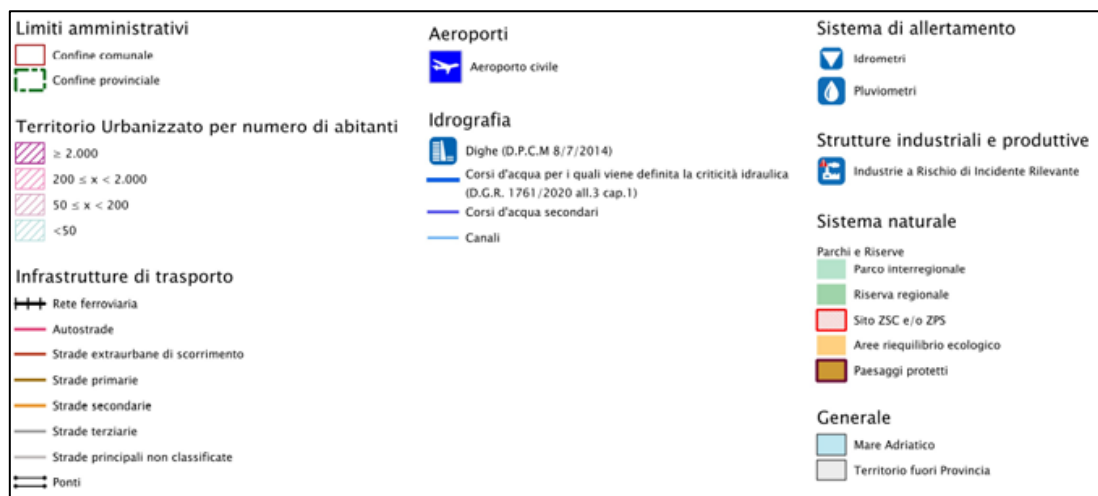 Limiti amministrativi
Confine comunale
Confine provinciale
Territorio Urbanizzato per numero di abitanti
≥ 2.000
200 ≤ x < 2.000
50 ≤ x < 200
<50
Infrastrutture di trasporto
Rete ferroviaria
Autostrade
Strade extraurbane di scorrimento
Strade primarie
Strade secondarie
Strade terziarie
Strade principali non classificate
Ponti
Aeroporti
Aeroporto civile
Idrografia
Dighe (D.P.C.M 8/7/2014)
Corsi d'acqua per i quali viene definita la criticità idraulica
(D.G.R. 1761/2020 all.3 cap.1)
Corsi d'acqua secondari
Canali
Sistema di allertamento
Idrometri
Pluviometri
Strutture industriali e produttive
Industrie a Rischio di Incidente Rilevante
Sistema naturale
Parchi e Riserve
Parco interregionale
Riserva regionale
Sito ZSC e/o ZPS
Aree riequilibrio ecologico
Paesaggi protetti
Generale
Mare Adriatico
Territorio fuori Provincia